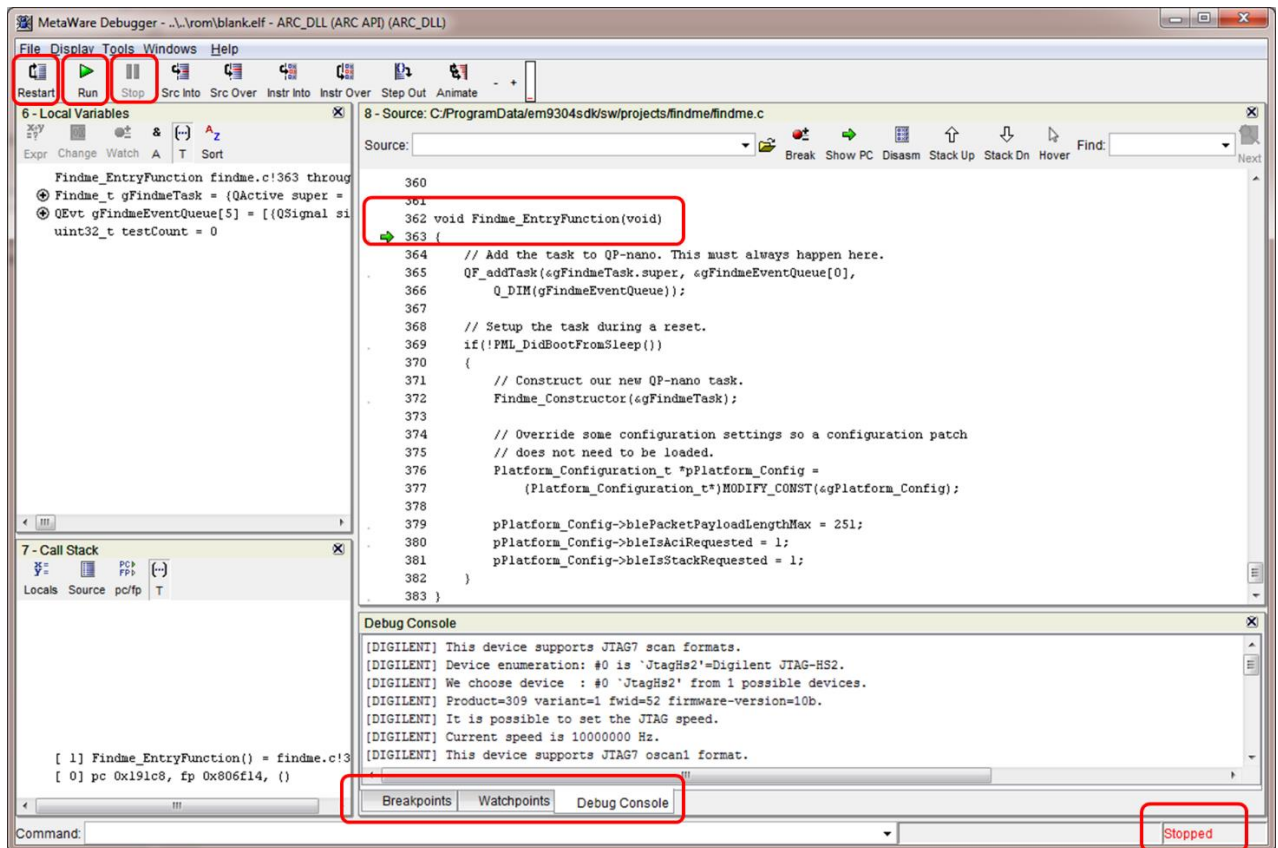 MetaWare Debugger - ..\..\rom\blank.elf - ARC_DLL (ARC API) (ARC_DLL)
File Display Tools Windows Help
Restart Run Stop Src Into Src Over Instr Into Instr Over Step Out Animate - +
6 - Local Variables
Expr Change Watch A T Sort
Findme_EntryFunction findme.c!363 throug
Findme_t gFindmeTask = {QActive super =
QEvt gFindmeEventQueue[5] = [{QSignal si
uint32_t testCount = 0
7 - Call Stack
Locals Source pc/fp T
[ 1] Findme_EntryFunction() = findme.c!3
[ 0] pc 0x191c8, fp 0x806f14, ()
8 - Source: C:/ProgramData/em9304sdk/sw/projects/findme/findme.c
Source: Break Show PC Disasm Stack Up Stack Dn Hover Find: Next
360
361
362 void Findme_EntryFunction(void)
363 {
364 // Add the task to QP-nano. This must always happen here.
365 QF_addTask(&gFindmeTask.super, &gFindmeEventQueue[0],
366 Q_DIM(gFindmeEventQueue));
367
368 // Setup the task during a reset.
369 if(!PML_DidBootFromSleep())
370 {
371 // Construct our new QP-nano task.
372 Findme_Constructor(&gFindmeTask);
373
374 // Override some configuration settings so a configuration patch
375 // does not need to be loaded.
376 Platform_Configuration_t *pPlatform_Config =
377 (Platform_Configuration_t*)MODIFY_CONST(&gPlatform_Config);
378
379 pPlatform_Config->blePacketPayloadLengthMax = 251;
380 pPlatform_Config->bleIsAciRequested = 1;
381 pPlatform_Config->bleIsStackRequested = 1;
382 }
383 }
Debug Console
[DIGILENT] This device supports JTAG7 scan formats.
[DIGILENT] Device enumeration: #0 is `JtagHs2'=Digilent JTAG-HS2.
[DIGILENT] We choose device : #0 `JtagHs2' from 1 possible devices.
[DIGILENT] Product=309 variant=1 fwid=52 firmware-version=10b.
[DIGILENT] It is possible to set the JTAG speed.
[DIGILENT] Current speed is 10000000 Hz.
[DIGILENT] This device supports JTAG7 oscan1 format.
Breakpoints Watchpoints Debug Console
Command: Stopped